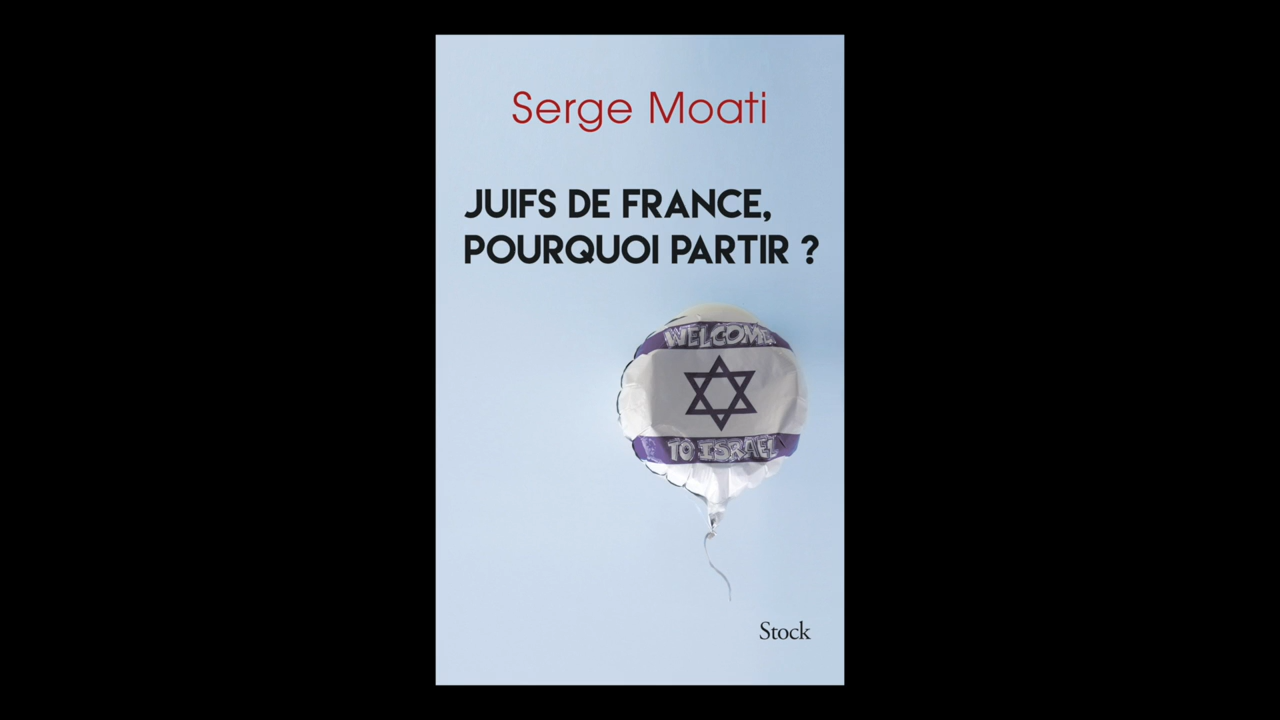 Serge Moati
JUIFS DE FRANCE,
POURQUOI PARTIR ?
WELCOME
TO ISRAEL
Stock